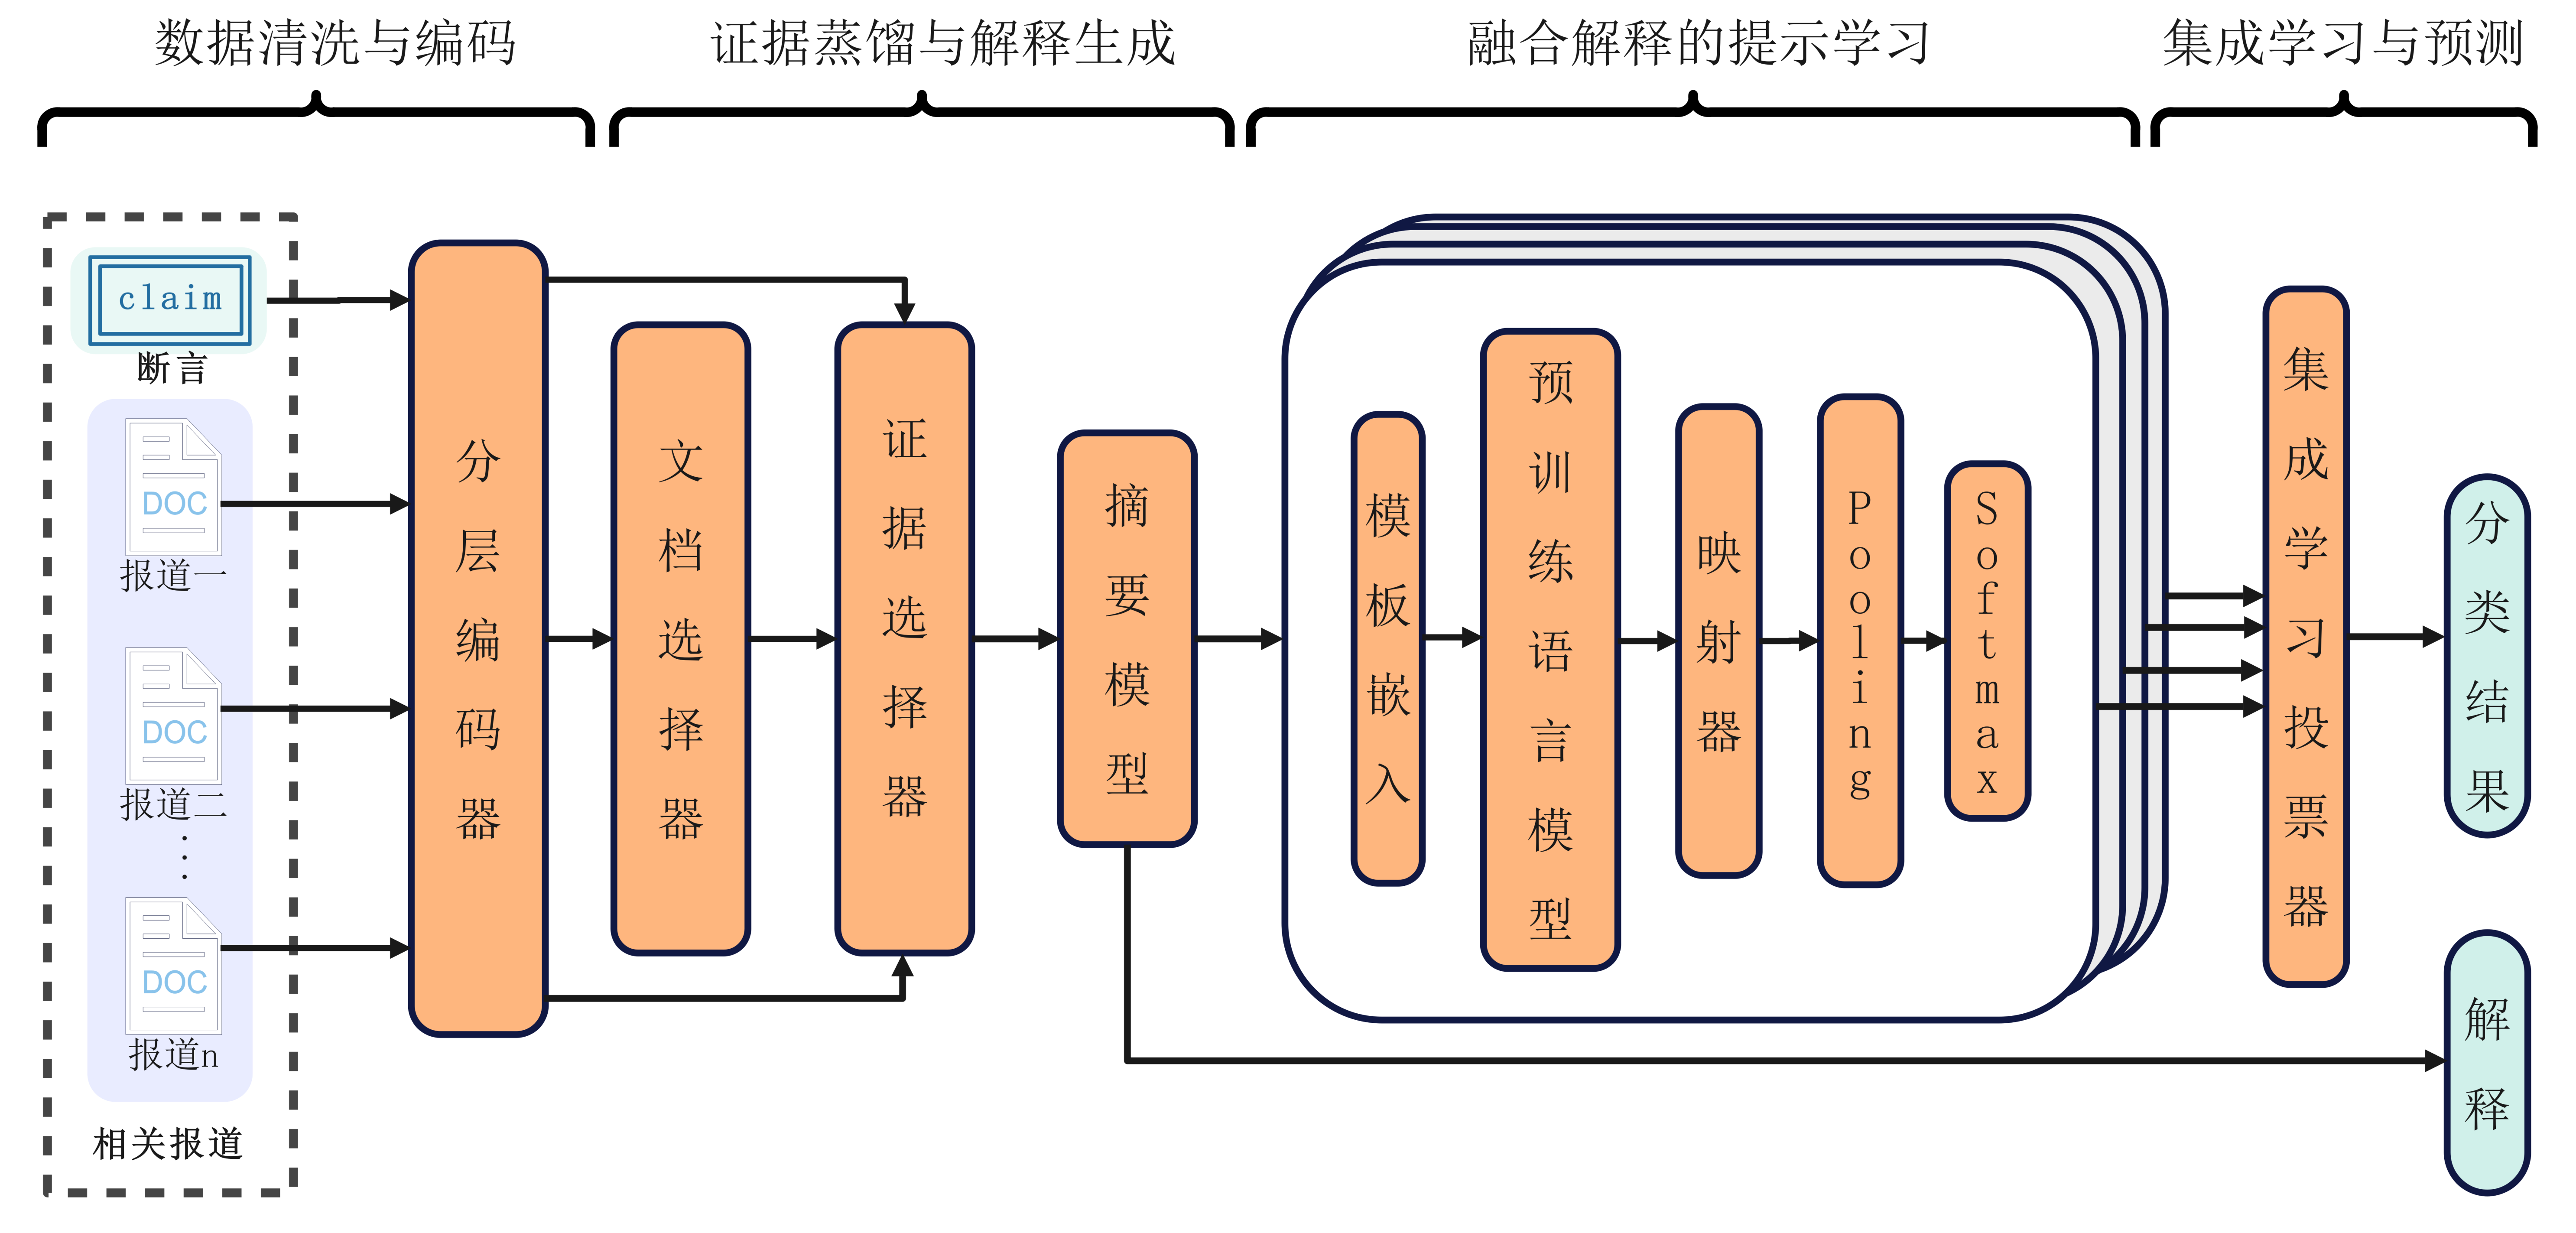 数据清洗与编码
证据蒸馏与解释生成
融合解释的提示学习
集成学习与预测
claim
断言
DOC
报道一
DOC
报道二
DOC
报道n
相关报道
分层编码器
文档选择器
证据选择器
摘要模型
模板嵌入
预训练语言模型
映射器
Pooling
Softmax
集成学习投票器
分类结果
解释